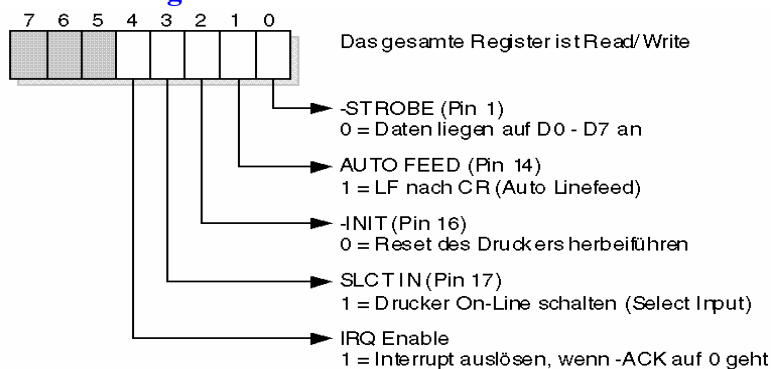 7 6 5 4 3 2 1 0
Das gesamte Register ist Read/Write
-STROBE (Pin 1)
0 = Daten liegen auf D0 - D7 an
AUTO FEED (Pin 14)
1 = LF nach CR (Auto Linefeed)
-INIT (Pin 16)
0 = Reset des Druckers herbeiführen
SLCT IN (Pin 17)
1 = Drucker On-Line schalten (Select Input)
IRQ Enable
1 = Interrupt auslösen, wenn -ACK auf 0 geht